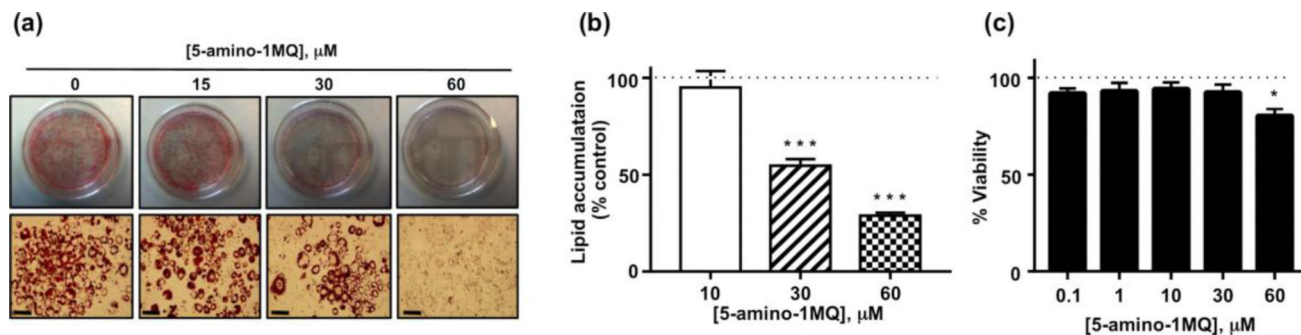 (a)
[5-amino-1MQ], μM
0 15 30 60
(b)
Lipid accumulataion
(% control)
100
50
0
***
***
10 30 60
[5-amino-1MQ], μM
(c)
% Viability
100
50
0
*
0.1 1 10 30 60
[5-amino-1MQ], μM